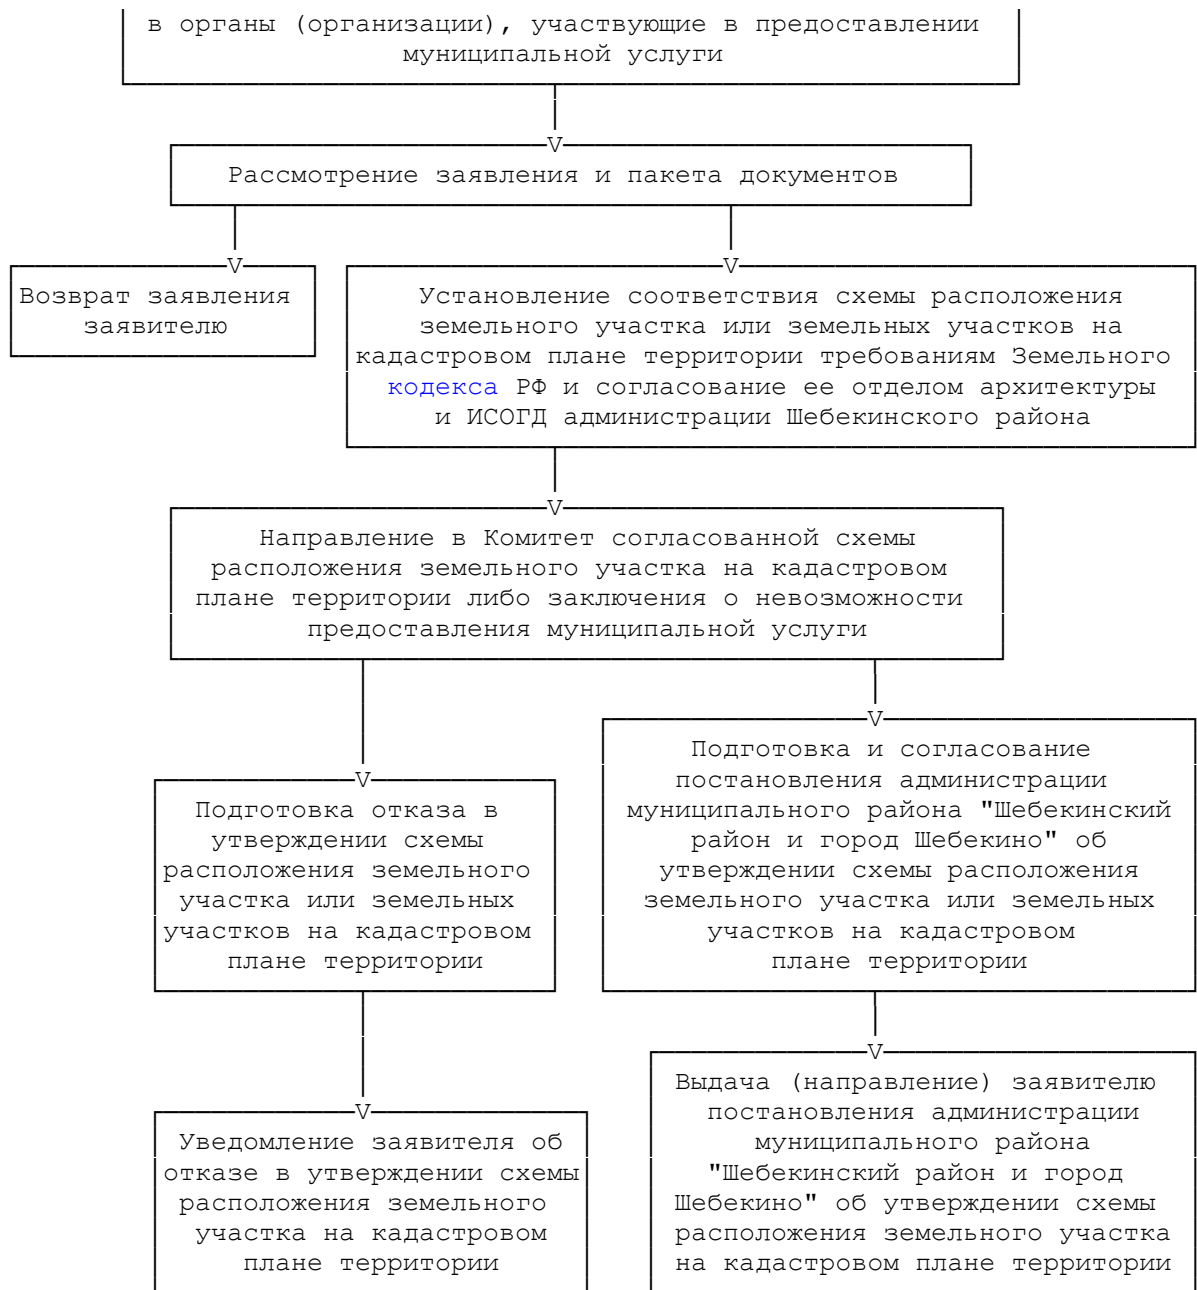 в органы (организации), участвующие в предоставлении
муниципальной услуги
Рассмотрение заявления и пакета документов
Возврат заявления
заявителю
Установление соответствия схемы расположения
земельного участка или земельных участков на
кадастровом плане территории требованиям Земельного
кодекса РФ и согласование ее отделом архитектуры
и ИСОГД администрации Шебекинского района
Направление в Комитет согласованной схемы
расположения земельного участка на кадастровом
плане территории либо заключения о невозможности
предоставления муниципальной услуги
Подготовка отказа в
утверждении схемы
расположения земельного
участка или земельных
участков на кадастровом
плане территории
Подготовка и согласование
постановления администрации
муниципального района "Шебекинский
район и город Шебекино" об
утверждении схемы расположения
земельного участка или земельных
участков на кадастровом
плане территории
Уведомление заявителя об
отказе в утверждении схемы
расположения земельного
участка на кадастровом
плане территории
Выдача (направление) заявителю
постановления администрации
муниципального района
"Шебекинский район и город
Шебекино" об утверждении схемы
расположения земельного участка
на кадастровом плане территории